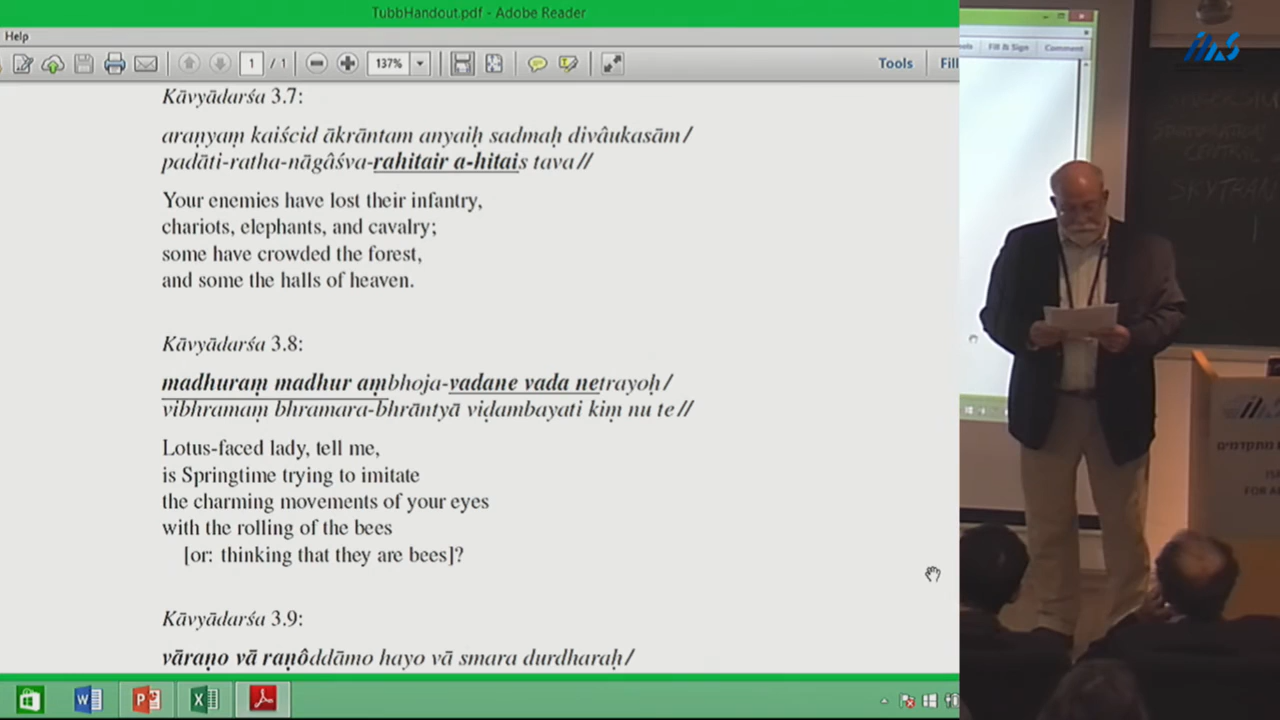 TubbHandout.pdf - Adobe Reader
Help
1 / 1
137%
Tools
Fill
Kāvyādarśa 3.7:
araṇyaṃ kaiścid ākrāntam anyaiḥ sadmaḥ divâukasām /
padāti-ratha-nāgâśva-rahitair a-hitais tava //
Your enemies have lost their infantry,
chariots, elephants, and cavalry;
some have crowded the forest,
and some the halls of heaven.
Kāvyādarśa 3.8:
madhuraṃ madhur aṃbhoja-vadane vada netrayoḥ /
vibhramaṃ bhramara-bhrāntyā viḍambayati kiṃ nu te //
Lotus-faced lady, tell me,
is Springtime trying to imitate
the charming movements of your eyes
with the rolling of the bees
[or: thinking that they are bees]?
Kāvyādarśa 3.9:
vāraṇo vā raṇôddāmo hayo vā smara durdharaḥ /
Fill & Sign
Comment
CENTRAL
מתקדמים
FOR A